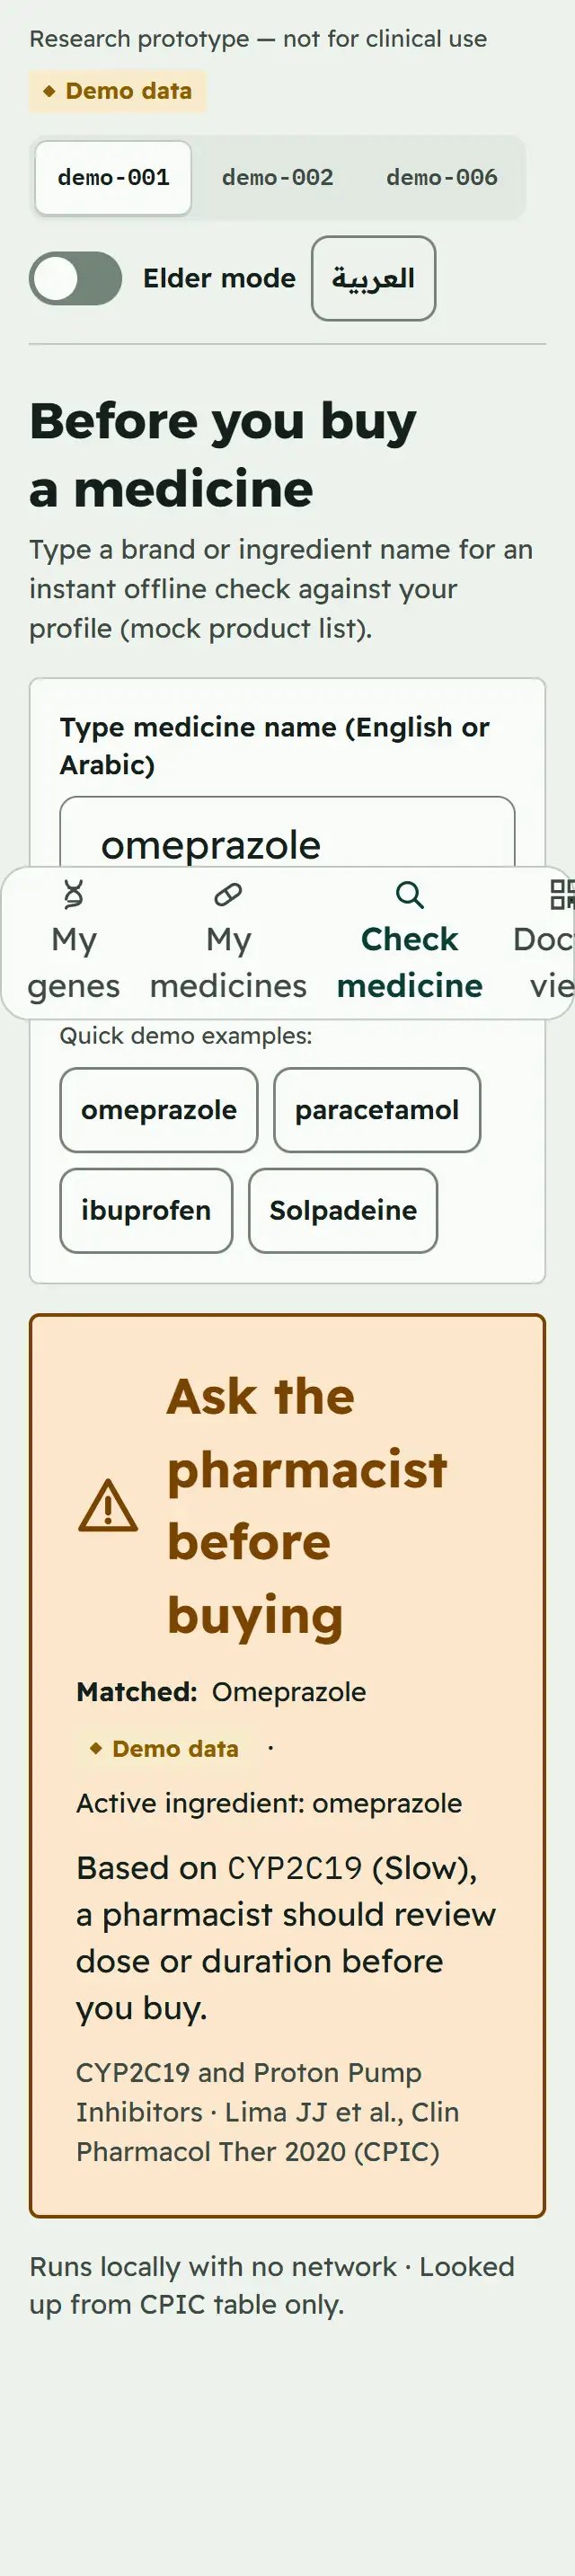 Research prototype — not for clinical use
◆ Demo data
demo-001 demo-002 demo-006
Elder mode العربية
Before you buy
a medicine
Type a brand or ingredient name for an
instant offline check against your
profile (mock product list).
Type medicine name (English or
Arabic)
omeprazole
My genes
My medicines
Check medicine
Quick demo examples:
omeprazole paracetamol
ibuprofen Solpadeine
Ask the
pharmacist
before
buying
Matched: Omeprazole
◆ Demo data ·
Active ingredient: omeprazole
Based on CYP2C19 (Slow),
a pharmacist should review
dose or duration before
you buy.
CYP2C19 and Proton Pump
Inhibitors · Lima JJ et al., Clin
Pharmacol Ther 2020 (CPIC)
Runs locally with no network · Looked
up from CPIC table only.